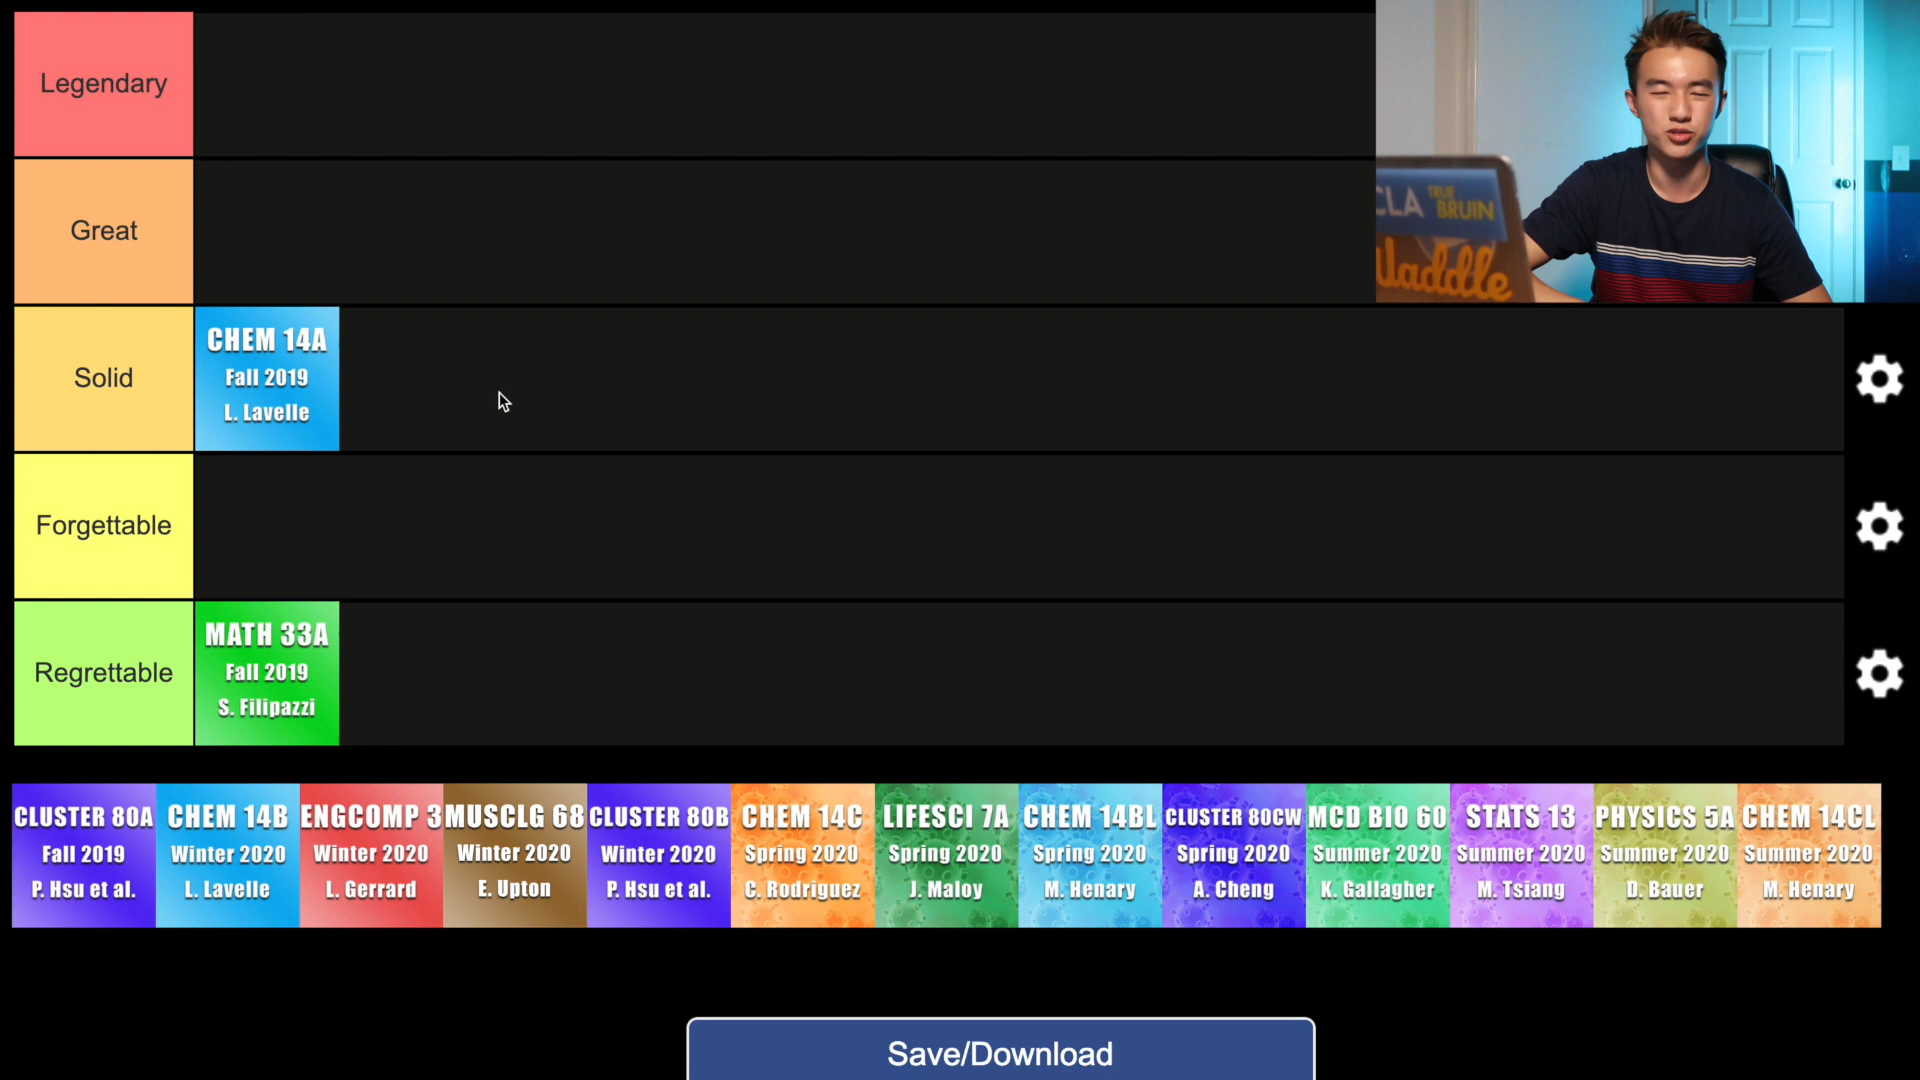 Legendary
CLA TRUE
BRUIN
Waddle
Great
Solid
CHEM 14A
Fall 2019
L. Lavelle
Forgettable
Regrettable
MATH 33A
Fall 2019
S. Filipazzi
CLUSTER 80A
Fall 2019
P. Hsu et al.
CHEM 14B
Winter 2020
L. Lavelle
ENGCOMP 3
Winter 2020
L. Gerrard
MUSCLG 68
Winter 2020
E. Upton
CLUSTER 80B
Winter 2020
P. Hsu et al.
CHEM 14C
Spring 2020
C. Rodriguez
LIFESCI 7A
Spring 2020
J. Maloy
CHEM 14BL
Spring 2020
M. Henary
CLUSTER 80CW
Spring 2020
A. Cheng
MCD BIO 60
Summer 2020
K. Gallagher
STATS 13
Summer 2020
M. Tsiang
PHYSICS 5A
Summer 2020
D. Bauer
CHEM 14CL
Summer 2020
M. Henary
Save/Download